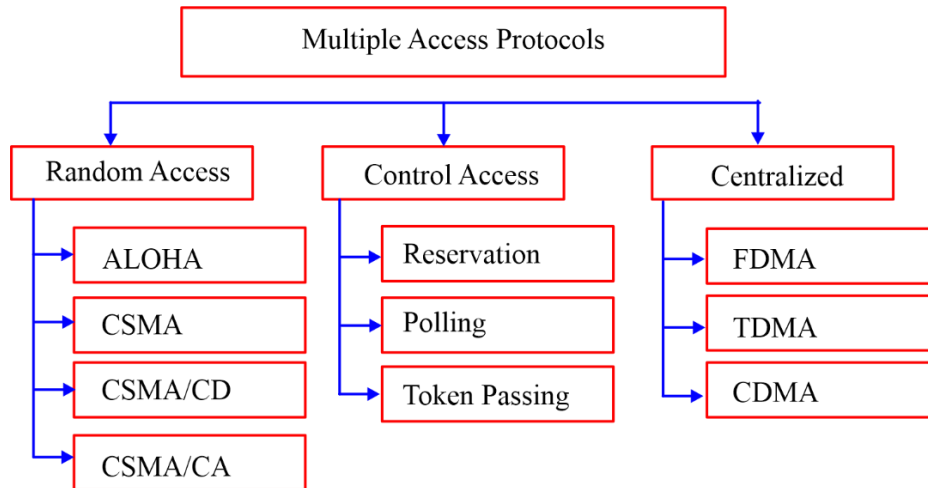 Multiple Access Protocols
Random Access
ALOHA
CSMA
CSMA/CD
CSMA/CA
Control Access
Reservation
Polling
Token Passing
Centralized
FDMA
TDMA
CDMA